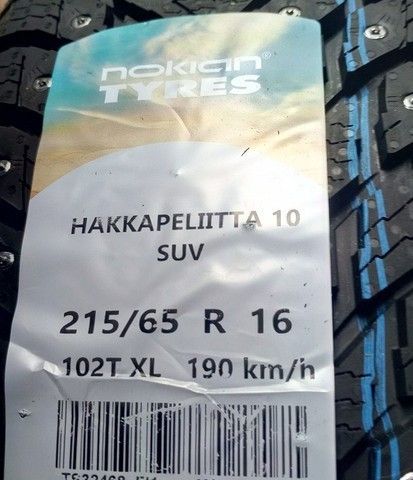 nokian®
TYRES
HAKKAPELIITTA 10
SUV
215/65 R 16
102T XL 190 km/h